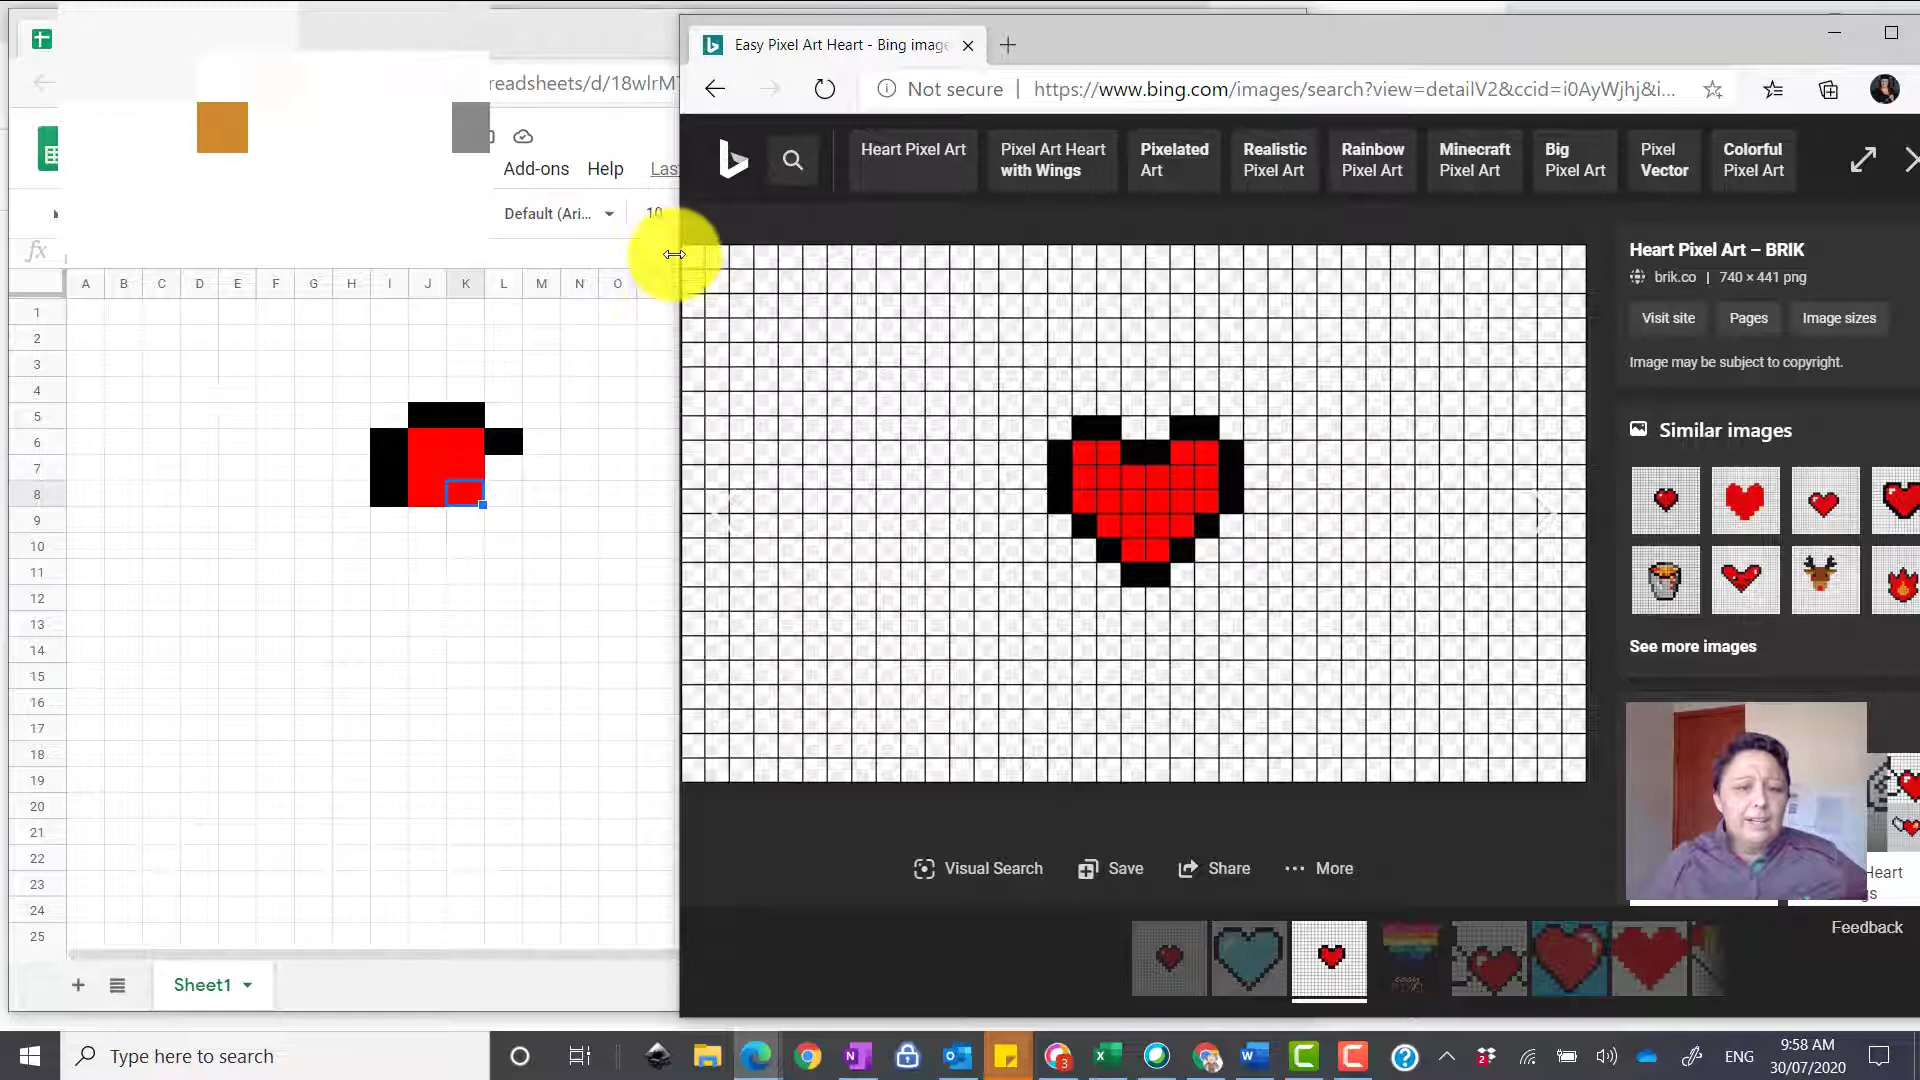 Easy Pixel Art Heart - Bing image
readsheets/d/18wlrM
Not secure
https://www.bing.com/images/search?view=detailV2&ccid=i0AyWjhj&i...
Add-ons Help Las
Default (Ari... 10
fx
Heart Pixel Art
Pixel Art Heart
with Wings
Pixelated
Art
Realistic
Pixel Art
Rainbow
Pixel Art
Minecraft
Pixel Art
Big
Pixel Art
Pixel
Vector
Colorful
Pixel Art
A B C D E F G H I J K L M N O
1
2
3
4
5
6
7
8
9
10
11
12
13
14
15
16
17
18
19
20
21
22
23
24
25
Sheet1
Heart Pixel Art – BRIK
brik.co | 740 × 441 png
Visit site Pages Image sizes
Image may be subject to copyright.
Similar images
See more images
Heart
gs
Visual Search Save Share More
Feedback
Type here to search
3
2
ENG
9:58 AM
30/07/2020